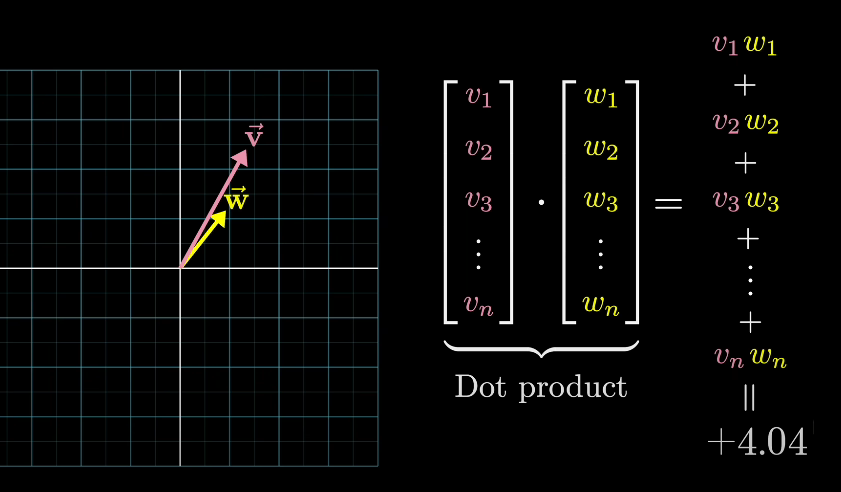 v⃗
w⃗
[v₁ v₂ v₃ ⋮ vₙ] · [w₁ w₂ w₃ ⋮ wₙ] =
Dot product
v₁w₁
+
v₂w₂
+
v₃w₃
+
⋮
+
vₙwₙ
||
+4.04